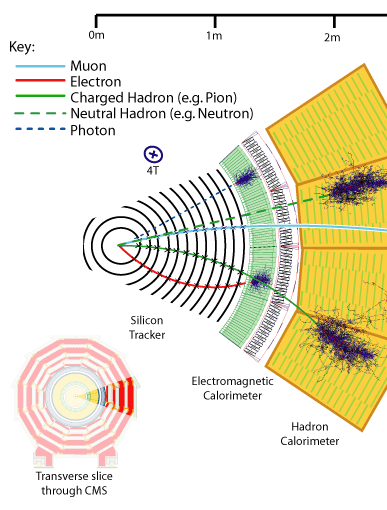 0m 1m 2m
Key:
Muon
Electron
Charged Hadron (e.g. Pion)
Neutral Hadron (e.g. Neutron)
Photon
4T
Silicon
Tracker
Electromagnetic
Calorimeter
Hadron
Calorimeter
Transverse slice
through CMS